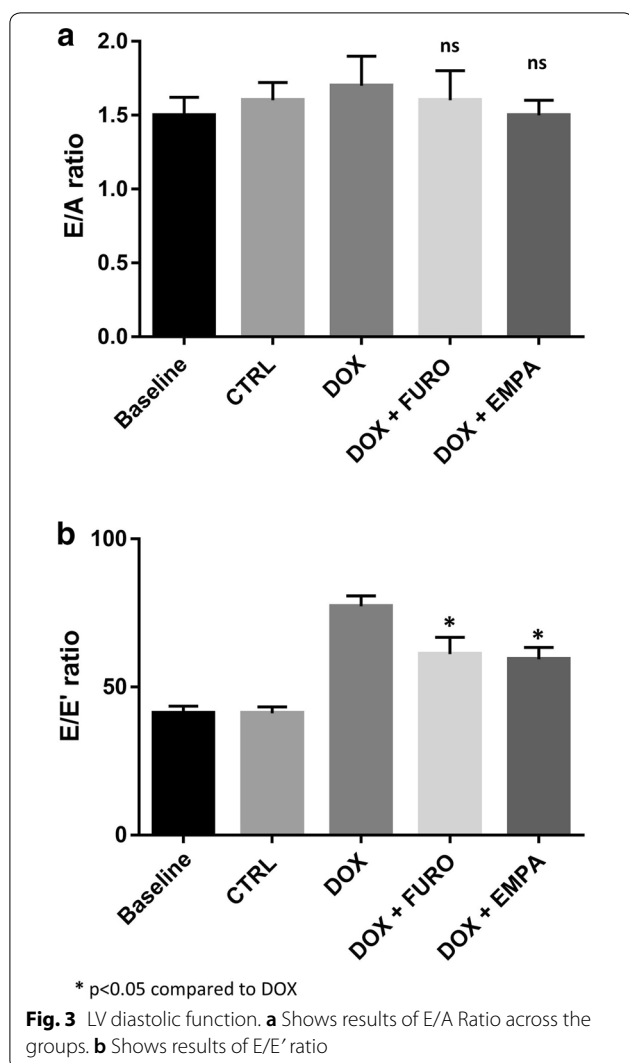 a
ns
ns
2.0
1.5
1.0
0.5
0.0
E/A ratio
Baseline
CTRL
DOX
DOX + FURO
DOX + EMPA
b
100
50
0
E/E' ratio
*
*
Baseline
CTRL
DOX
DOX + FURO
DOX + EMPA
* p<0.05 compared to DOX
Fig. 3 LV diastolic function. a Shows results of E/A Ratio across the
groups. b Shows results of E/E′ ratio